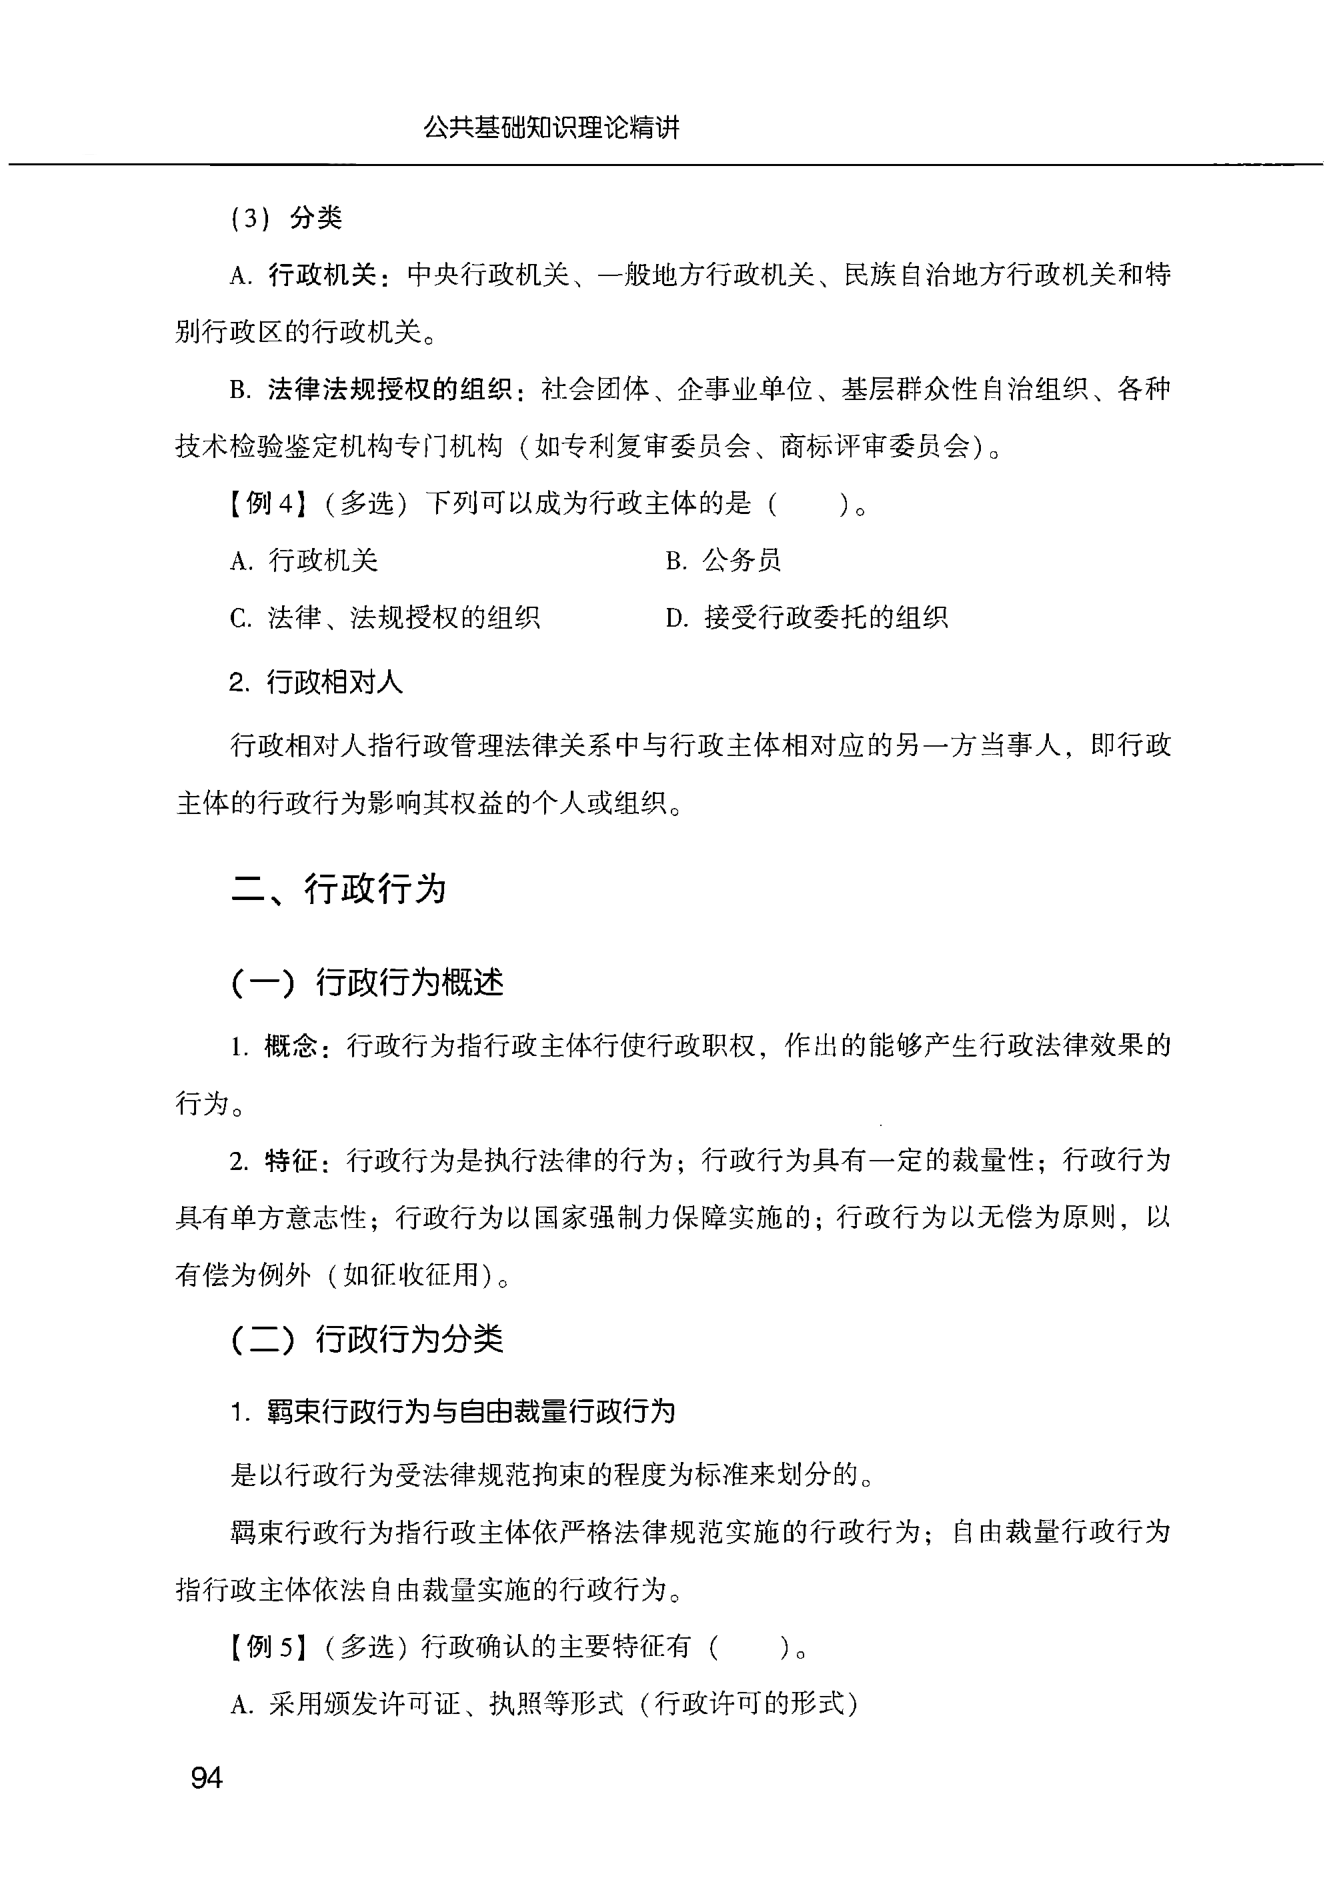 公共基础知识理论精讲
(3) 分类
A. 行政机关：中央行政机关、一般地方行政机关、民族自治地方行政机关和特
别行政区的行政机关。
B. 法律法规授权的组织：社会团体、企事业单位、基层群众性自治组织、各种
技术检验鉴定机构专门机构（如专利复审委员会、商标评审委员会）。
【例 4】（多选）下列可以成为行政主体的是（　　）。
A. 行政机关　　B. 公务员
C. 法律、法规授权的组织　　D. 接受行政委托的组织
2. 行政相对人
行政相对人指行政管理法律关系中与行政主体相对应的另一方当事人，即行政
主体的行政行为影响其权益的个人或组织。
二、行政行为
（一）行政行为概述
1. 概念：行政行为指行政主体行使行政职权，作出的能够产生行政法律效果的
行为。
2. 特征：行政行为是执行法律的行为；行政行为具有一定的裁量性；行政行为
具有单方意志性；行政行为以国家强制力保障实施的；行政行为以无偿为原则，以
有偿为例外（如征收征用）。
（二）行政行为分类
1. 羁束行政行为与自由裁量行政行为
是以行政行为受法律规范拘束的程度为标准来划分的。
羁束行政行为指行政主体依严格法律规范实施的行政行为；自由裁量行政行为
指行政主体依法自由裁量实施的行政行为。
【例 5】（多选）行政确认的主要特征有（　　）。
A. 采用颁发许可证、执照等形式（行政许可的形式）
94